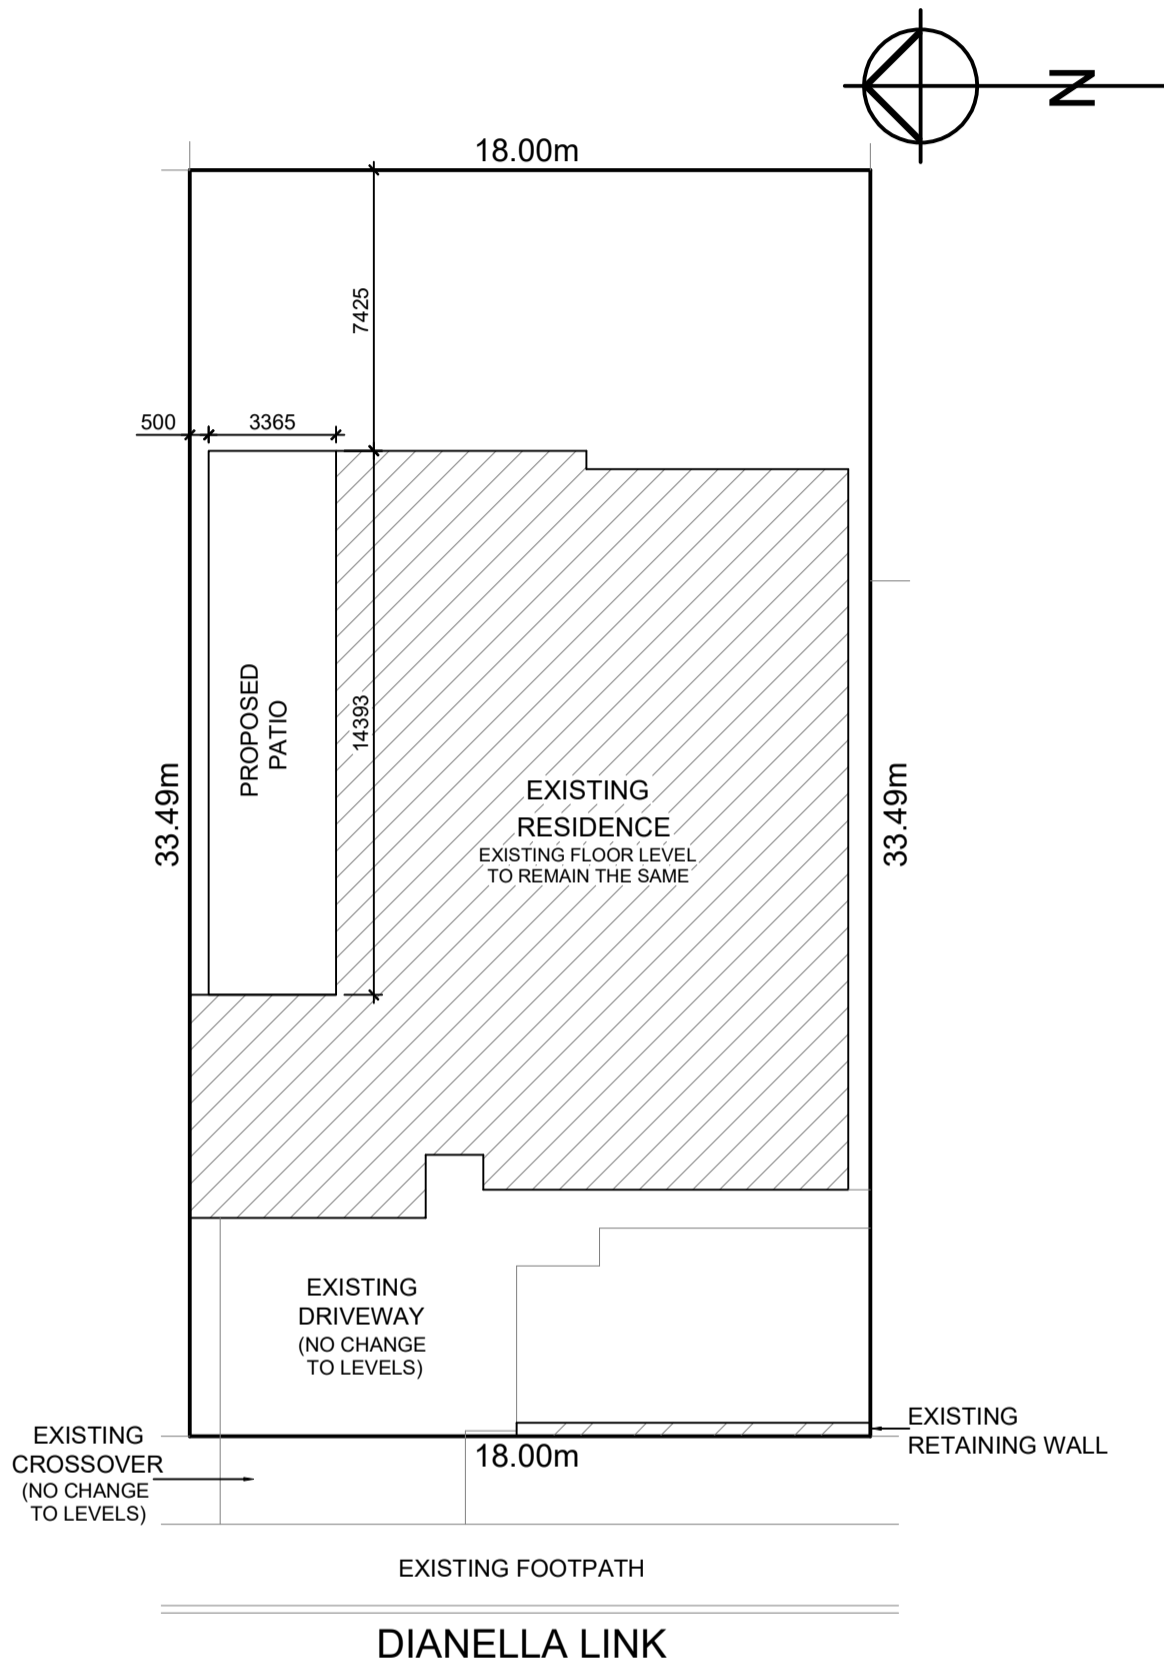 N
18.00m
7425
500
3365
PROPOSED
PATIO
14393
33.49m
EXISTING
RESIDENCE
EXISTING FLOOR LEVEL
TO REMAIN THE SAME
33.49m
EXISTING
DRIVEWAY
(NO CHANGE
TO LEVELS)
EXISTING
RETAINING WALL
EXISTING
CROSSOVER
(NO CHANGE
TO LEVELS)
18.00m
EXISTING FOOTPATH
DIANELLA LINK